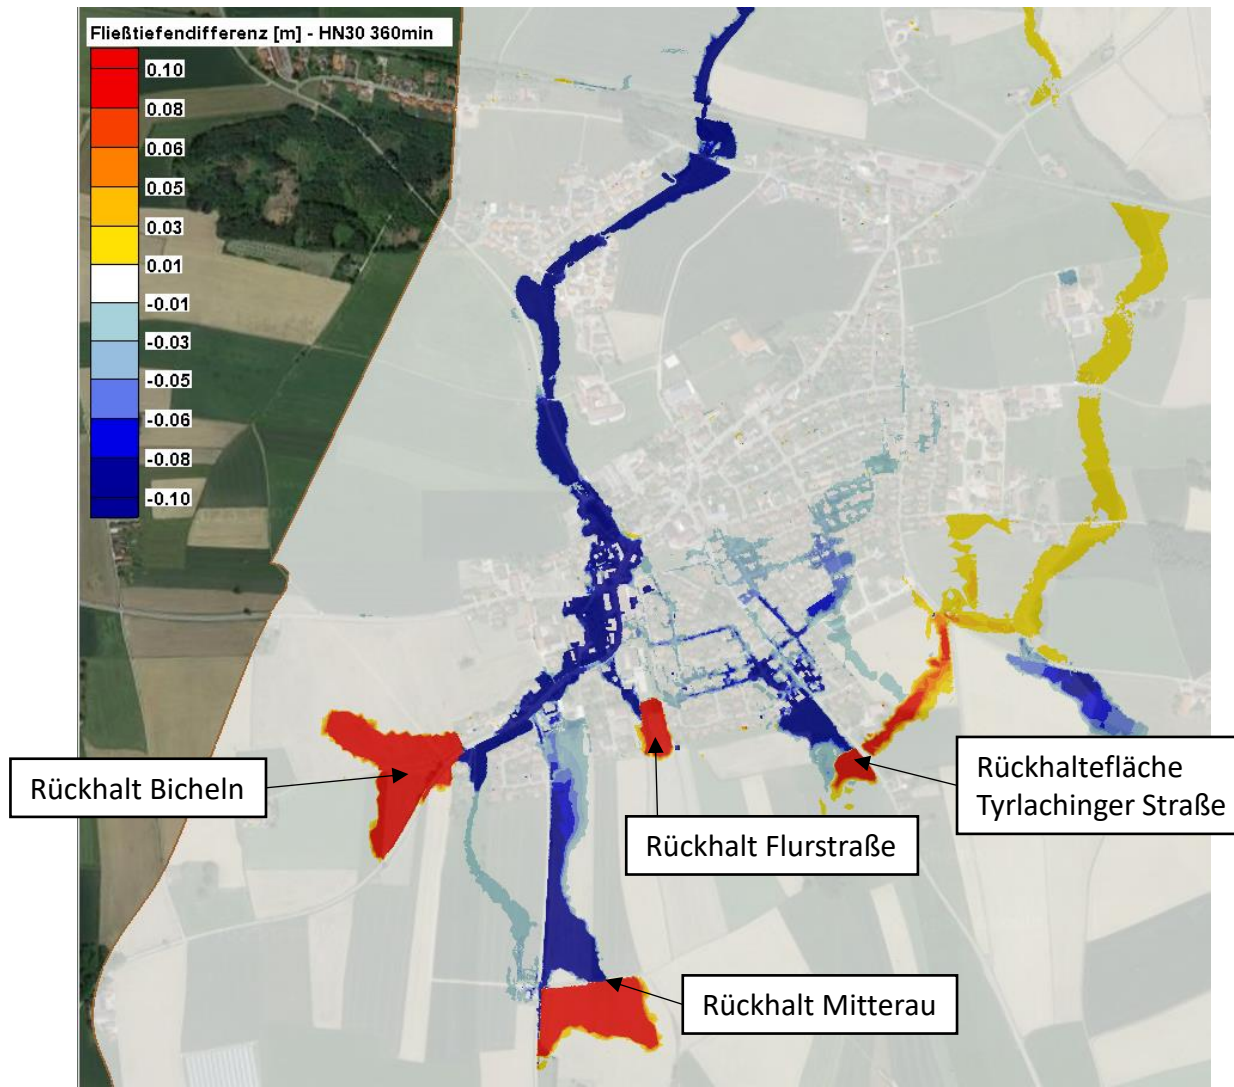 Fließtiefendifferenz [m] - HN30 360min
0.10
0.08
0.06
0.05
0.03
0.01
-0.01
-0.03
-0.05
-0.06
-0.08
-0.10
Rückhalt Bicheln
Rückhalt Flurstraße
Rückhaltefläche
Tyrlachinger Straße
Rückhalt Mitterau